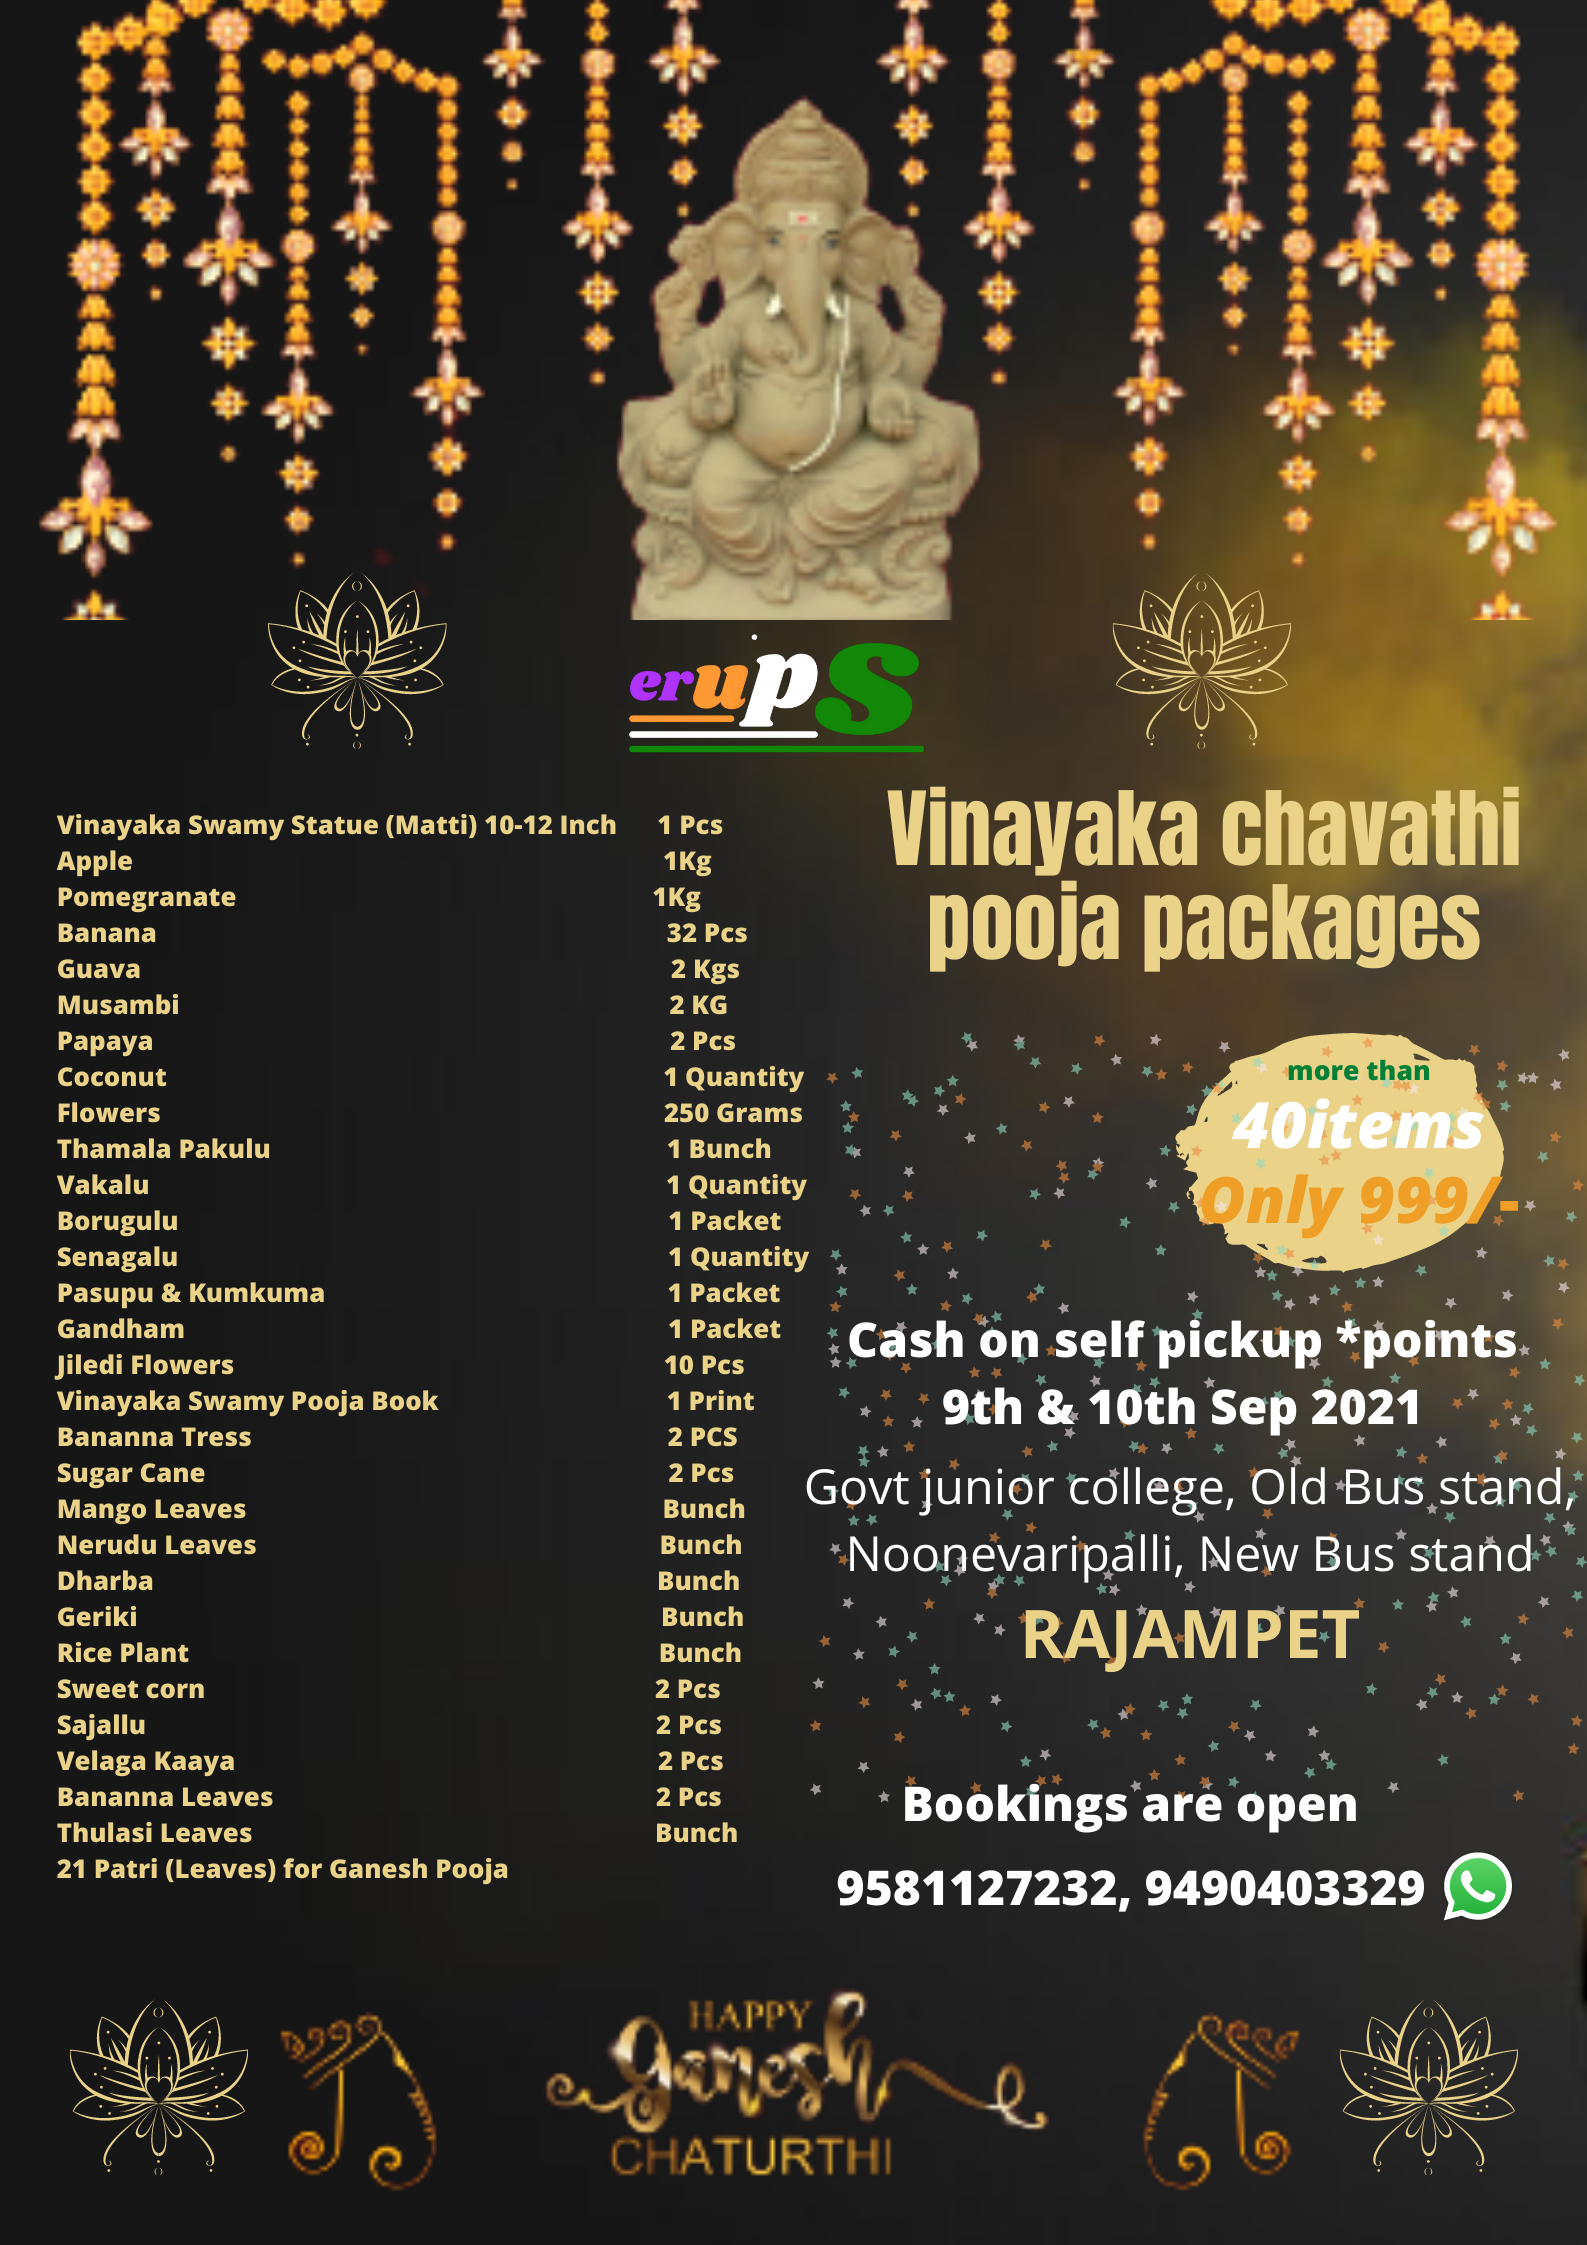 erupS
Vinayaka Swamy Statue (Matti) 10-12 Inch 1 Pcs
Apple 1Kg
Pomegranate 1Kg
Banana 32 Pcs
Guava 2 Kgs
Musambi 2 KG
Papaya 2 Pcs
Coconut 1 Quantity
Flowers 250 Grams
Thamala Pakulu 1 Bunch
Vakalu 1 Quantity
Borugulu 1 Packet
Senagalu 1 Quantity
Pasupu & Kumkuma 1 Packet
Gandham 1 Packet
Jiledi Flowers 10 Pcs
Vinayaka Swamy Pooja Book 1 Print
Bananna Tress 2 PCS
Sugar Cane 2 Pcs
Mango Leaves Bunch
Nerudu Leaves Bunch
Dharba Bunch
Geriki Bunch
Rice Plant Bunch
Sweet corn 2 Pcs
Sajallu 2 Pcs
Velaga Kaaya 2 Pcs
Bananna Leaves 2 Pcs
Thulasi Leaves Bunch
21 Patri (Leaves) for Ganesh Pooja
Vinayaka chavathi
pooja packages
more than
40items
Only 999/-
Cash on self pickup *points
9th & 10th Sep 2021
Govt junior college, Old Bus stand,
Noonevaripalli, New Bus stand
RAJAMPET
Bookings are open
9581127232, 9490403329
HAPPY
Ganesh
CHATURTHI